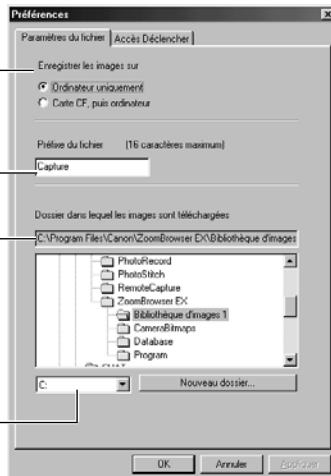 Préférences
Paramètres du fichier
Accès Déclencher
Enregistrer les images sur
Ordinateur uniquement
Carte CF, puis ordinateur
Préfixe du fichier (16 caractères maximum)
Capture
Dossier dans lequel les images sont téléchargées
C:\Program Files\Canon\ZoomBrowser EX\Bibliothèque d'images
PhotoRecord
PhotoStitch
RemoteCapture
ZoomBrowser EX
Bibliothèque d'images 1
CameraBitmaps
Database
Program
C:
Nouveau dossier...
OK
Annuler
Appliquer